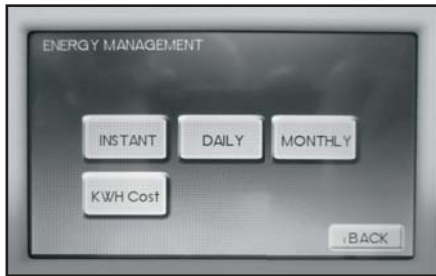 ENERGY MANAGEMENT
INSTANT
DAILY
MONTHLY
KWH Cost
‹BACK